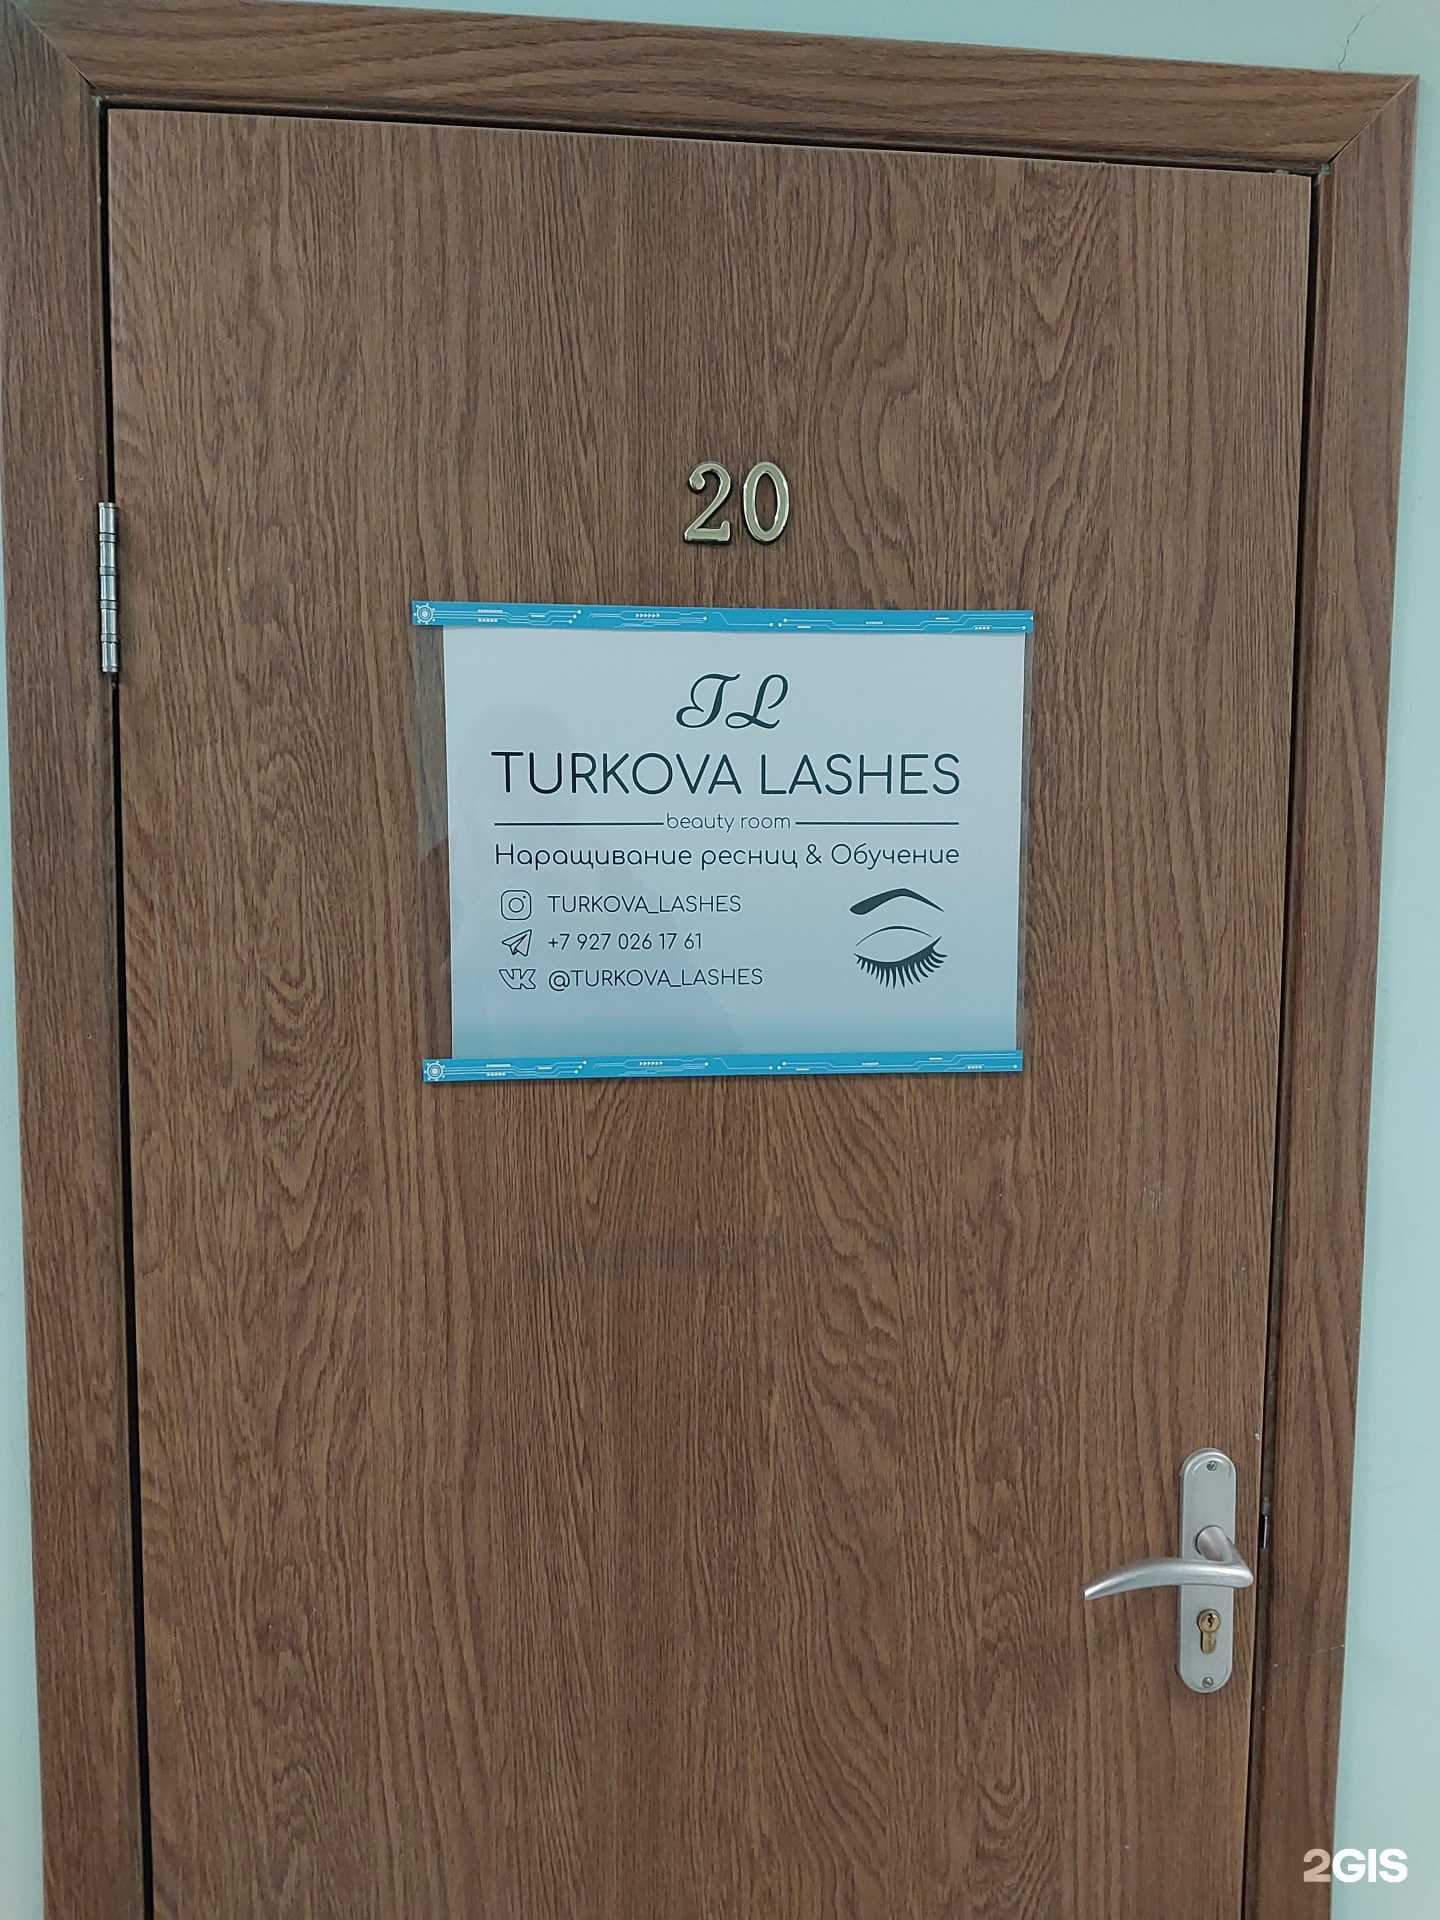 20
TL
TURKOVA LASHES
beauty room
Наращивание ресниц & Обучение
TURKOVA_LASHES
+7 927 026 17 61
@TURKOVA_LASHES
2GIS